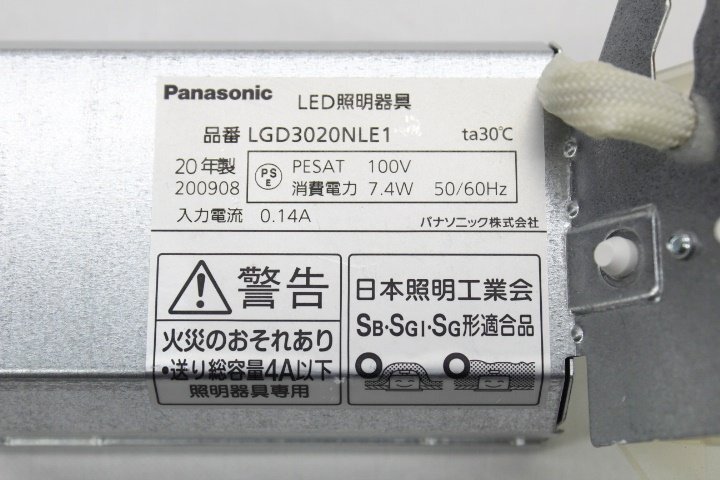 Panasonic LED照明器具
品番 LGD3020NLE1 ta30℃
20年製
200908
PSE
PESAT 100V
消費電力 7.4W 50/60Hz
入力電流 0.14A
パナソニック株式会社
警告
火災のおそれあり
・送り総容量4A以下
照明器具専用
日本照明工業会
SB・SGI・SG形適合品